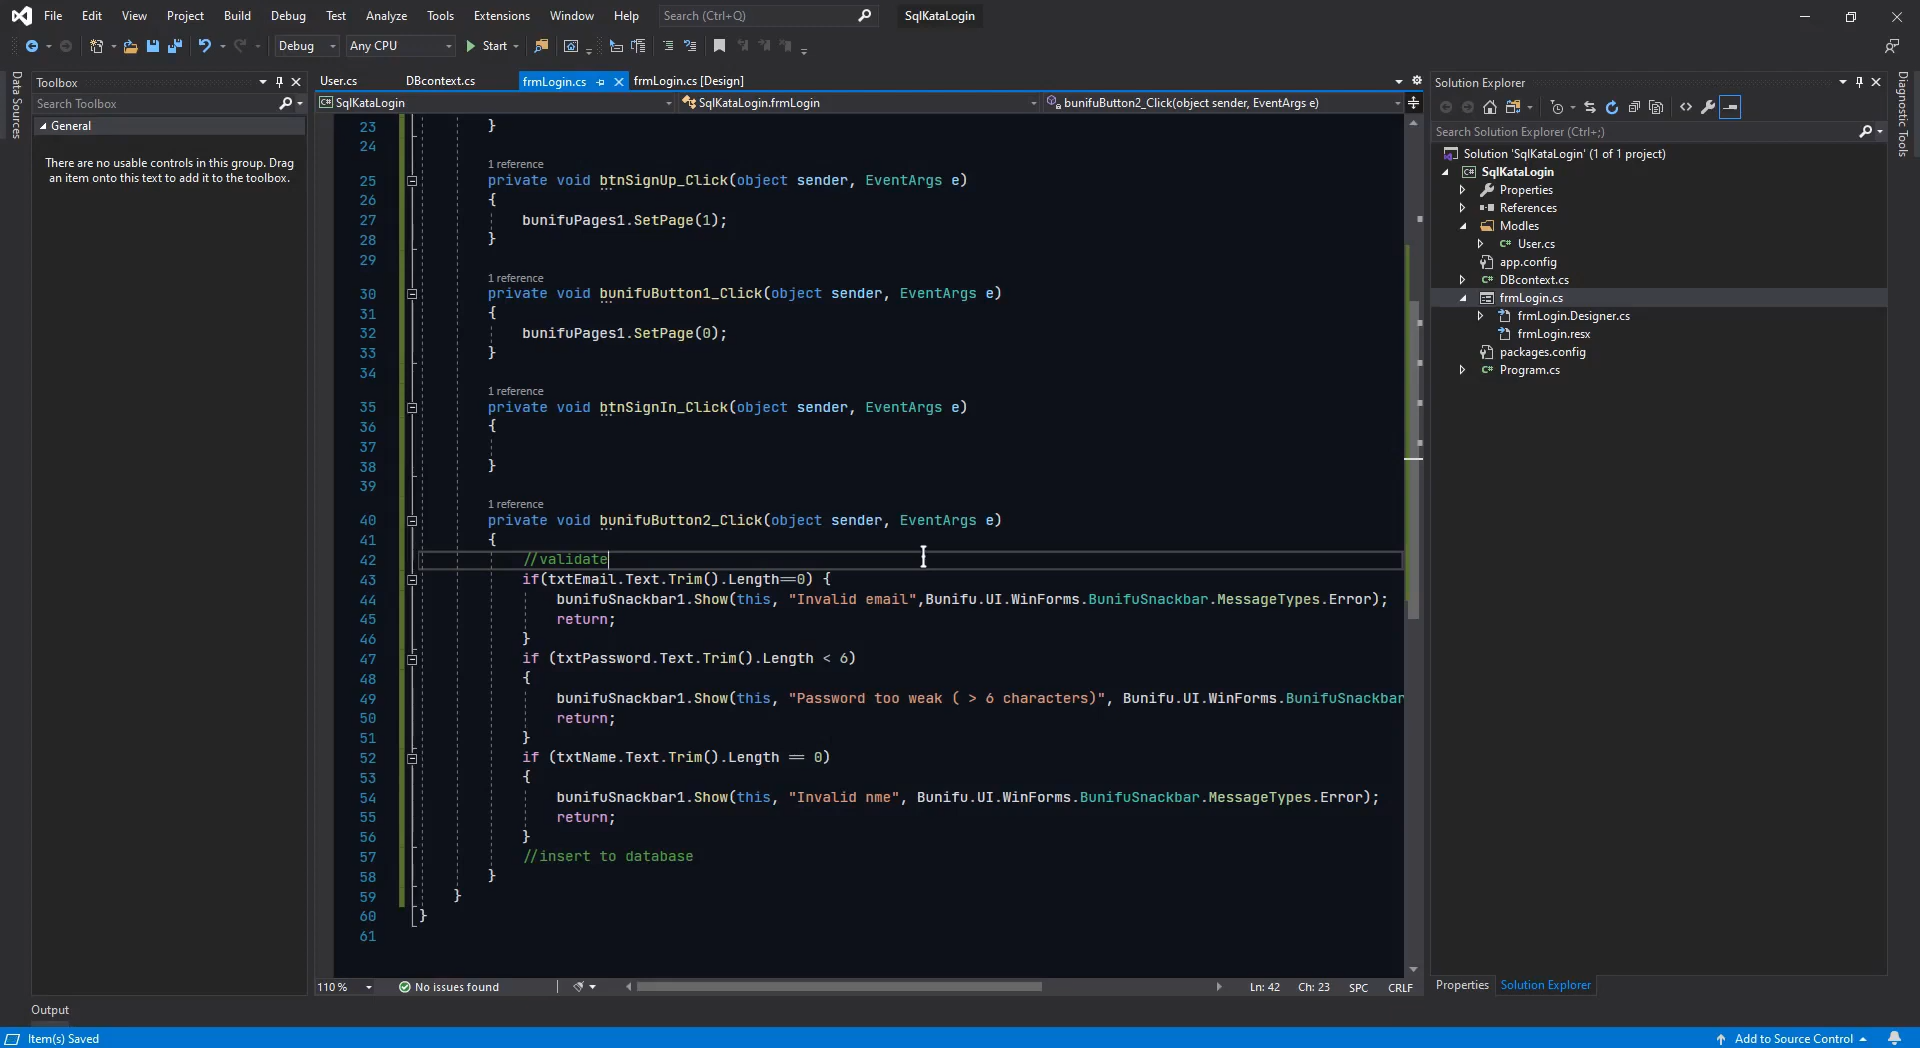 File Edit View Project Build Debug Test Analyze Tools Extensions Window Help Search (Ctrl+Q) SqlKataLogin
Debug Any CPU Start
Data Sources
Toolbox
Search Toolbox
General
There are no usable controls in this group. Drag
an item onto this text to add it to the toolbox.
User.cs DBcontext.cs frmLogin.cs frmLogin.cs [Design]
SqlKataLogin SqlKataLogin.frmLogin bunifuButton2_Click(object sender, EventArgs e)
23 }
24
1 reference
25 private void btnSignUp_Click(object sender, EventArgs e)
26 {
27 bunifuPages1.SetPage(1);
28 }
29
1 reference
30 private void bunifuButton1_Click(object sender, EventArgs e)
31 {
32 bunifuPages1.SetPage(0);
33 }
34
1 reference
35 private void btnSignIn_Click(object sender, EventArgs e)
36 {
37
38 }
39
1 reference
40 private void bunifuButton2_Click(object sender, EventArgs e)
41 {
42 //validate
43 if(txtEmail.Text.Trim().Length==0) {
44 bunifuSnackbar1.Show(this, "Invalid email",Bunifu.UI.WinForms.BunifuSnackbar.MessageTypes.Error);
45 return;
46 }
47 if (txtPassword.Text.Trim().Length < 6)
48 {
49 bunifuSnackbar1.Show(this, "Password too weak ( > 6 characters)", Bunifu.UI.WinForms.BunifuSnackbar
50 return;
51 }
52 if (txtName.Text.Trim().Length == 0)
53 {
54 bunifuSnackbar1.Show(this, "Invalid nme", Bunifu.UI.WinForms.BunifuSnackbar.MessageTypes.Error);
55 return;
56 }
57 //insert to database
58 }
59 }
60 }
61
110 % No issues found Ln: 42 Ch: 23 SPC CRLF
Solution Explorer
Search Solution Explorer (Ctrl+;)
Solution 'SqlKataLogin' (1 of 1 project)
SqlKataLogin
Properties
References
Modles
User.cs
app.config
DBcontext.cs
frmLogin.cs
frmLogin.Designer.cs
frmLogin.resx
packages.config
Program.cs
Properties Solution Explorer
Diagnostic Tools
Output
Item(s) Saved Add to Source Control